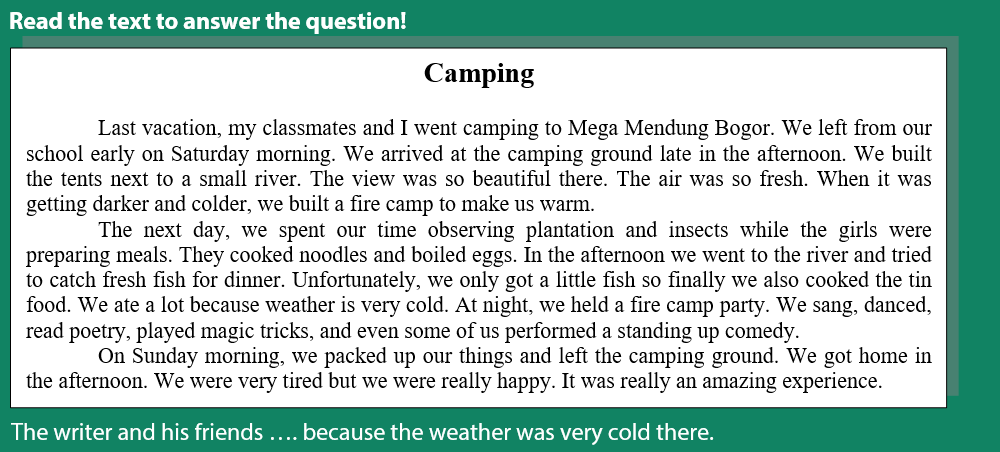 Read the text to answer the question!
Camping
Last vacation, my classmates and I went camping to Mega Mendung Bogor. We left from our
school early on Saturday morning. We arrived at the camping ground late in the afternoon. We built
the tents next to a small river. The view was so beautiful there. The air was so fresh. When it was
getting darker and colder, we built a fire camp to make us warm.
The next day, we spent our time observing plantation and insects while the girls were
preparing meals. They cooked noodles and boiled eggs. In the afternoon we went to the river and tried
to catch fresh fish for dinner. Unfortunately, we only got a little fish so finally we also cooked the tin
food. We ate a lot because weather is very cold. At night, we held a fire camp party. We sang, danced,
read poetry, played magic tricks, and even some of us performed a standing up comedy.
On Sunday morning, we packed up our things and left the camping ground. We got home in
the afternoon. We were very tired but we were really happy. It was really an amazing experience.
The writer and his friends …. because the weather was very cold there.